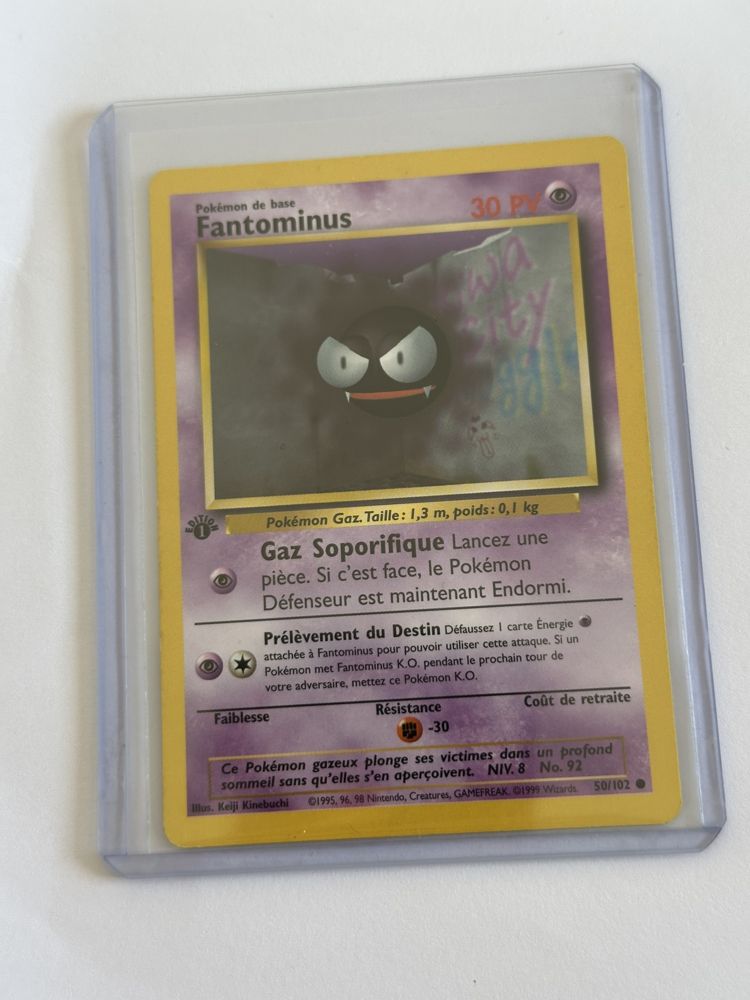 Pokémon de base
Fantominus
30 PV
wa
city
EDITION
1
Pokémon Gaz. Taille : 1,3 m, poids : 0,1 kg
Gaz Soporifique Lancez une
pièce. Si c'est face, le Pokémon
Défenseur est maintenant Endormi.
Prélèvement du Destin Défaussez 1 carte Énergie
attachée à Fantominus pour pouvoir utiliser cette attaque. Si un
Pokémon met Fantominus K.O. pendant le prochain tour de
votre adversaire, mettez ce Pokémon K.O.
Faiblesse
Résistance
Coût de retraite
-30
Ce Pokémon gazeux plonge ses victimes dans un profond
sommeil sans qu'elles s'en aperçoivent. NIV. 8 No. 92
Illus. Keiji Kinebuchi ©1995, 96, 98 Nintendo, Creatures, GAMEFREAK. ©1999 Wizards. 50/102